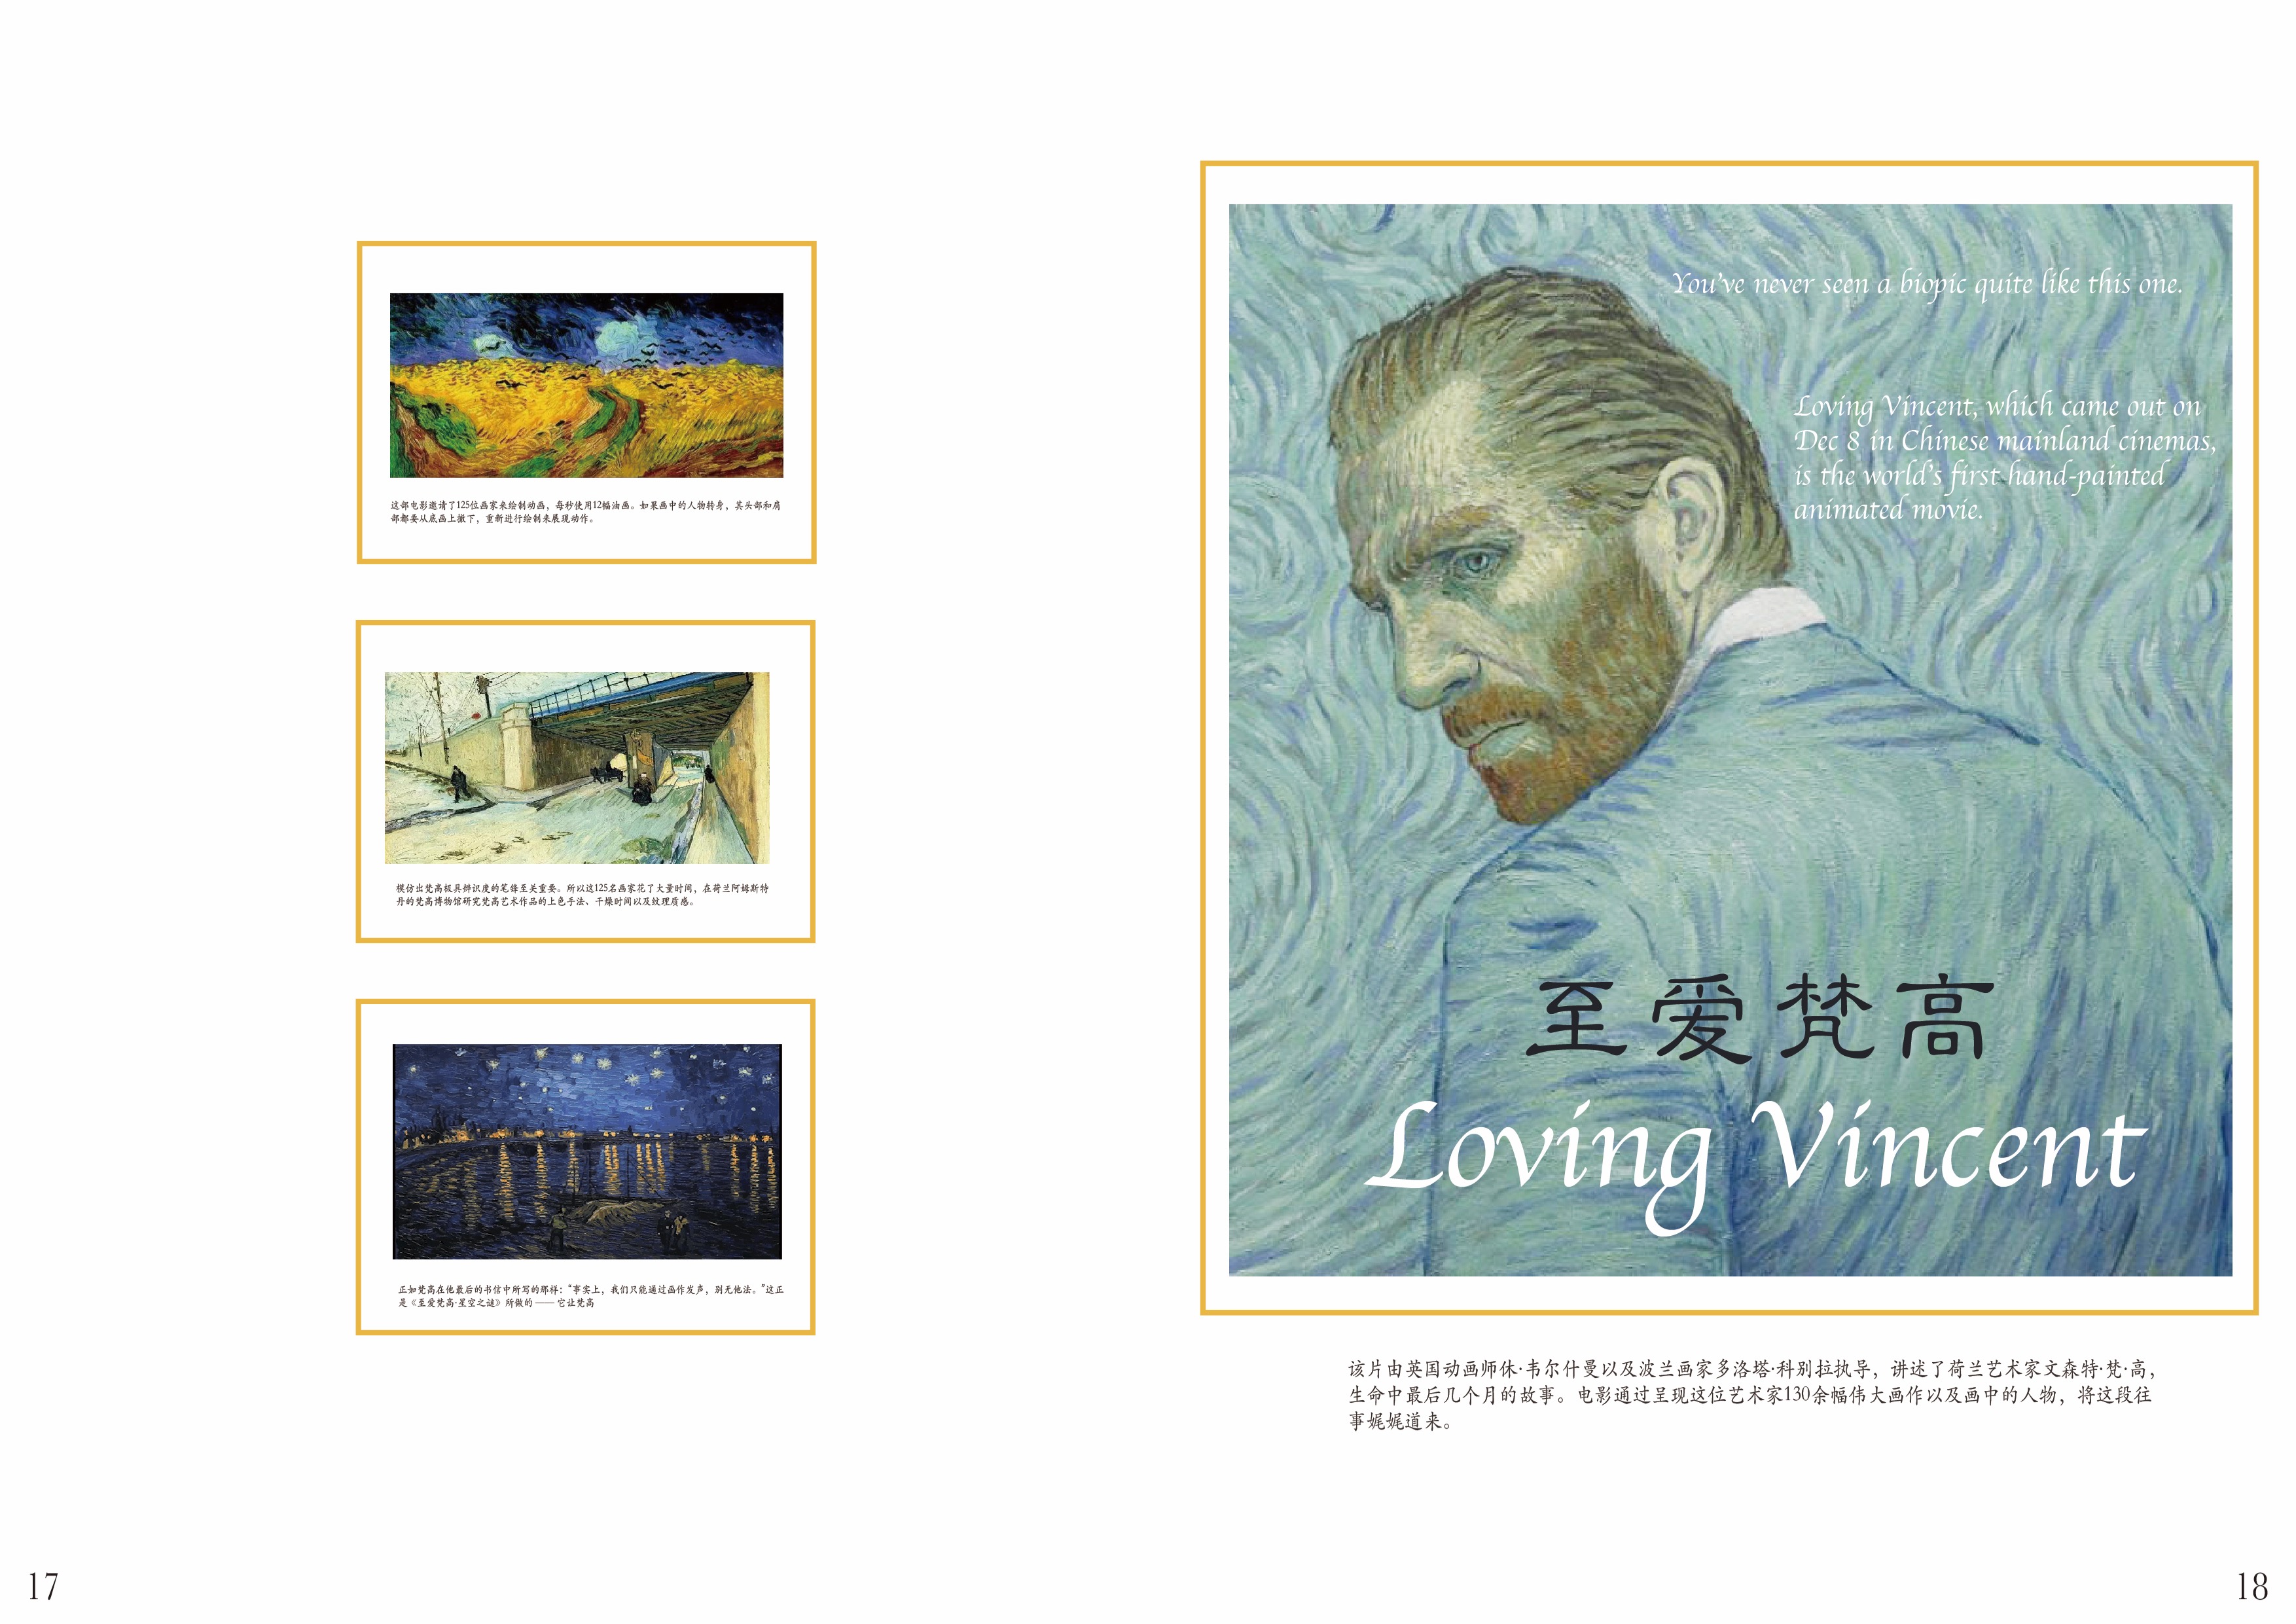 这部电影邀请了125位画家来绘制动画，每秒使用12幅油画。如果画中的人物转身，其头部和肩
部都要从底画上撤下，重新进行绘制来展现动作。
模仿出梵高极具辨识度的笔锋至关重要。所以这125名画家花了大量时间，在荷兰阿姆斯特
丹的梵高博物馆研究梵高艺术作品的上色手法、干燥时间以及纹理质感。
正如梵高在他最后的书信中所写的那样：“事实上，我们只能通过画作发声，别无他法。”这正
是《至爱梵高·星空之谜》所做的 —— 它让梵高
17
You've never seen a biopic quite like this one.
Loving Vincent, which came out on
Dec 8 in Chinese mainland cinemas,
is the world's first hand-painted
animated movie.
至爱梵高
Loving Vincent
该片由英国动画师休·韦尔什曼以及波兰画家多洛塔·科别拉执导，讲述了荷兰艺术家文森特·梵·高，
生命中最后几个月的故事。电影通过呈现这位艺术家130余幅伟大画作以及画中的人物，将这段往
事娓娓道来。
18